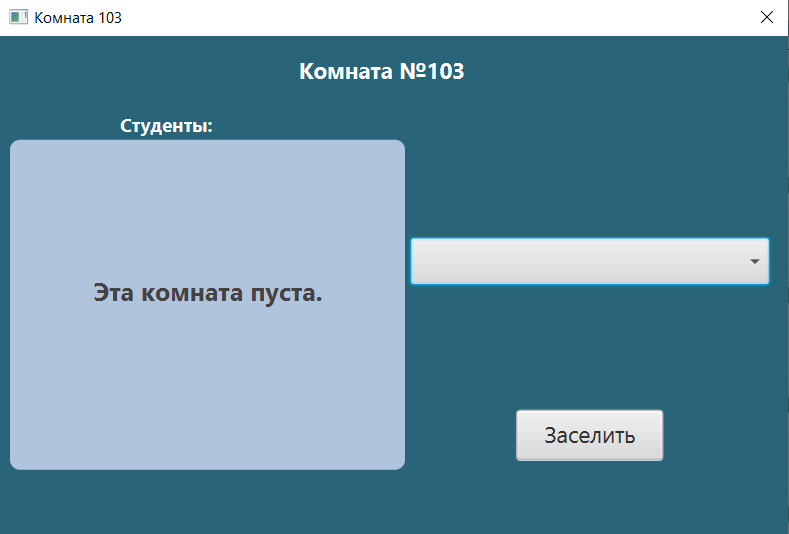 Комната 103
Комната №103
Студенты:
Эта комната пуста.
Заселить